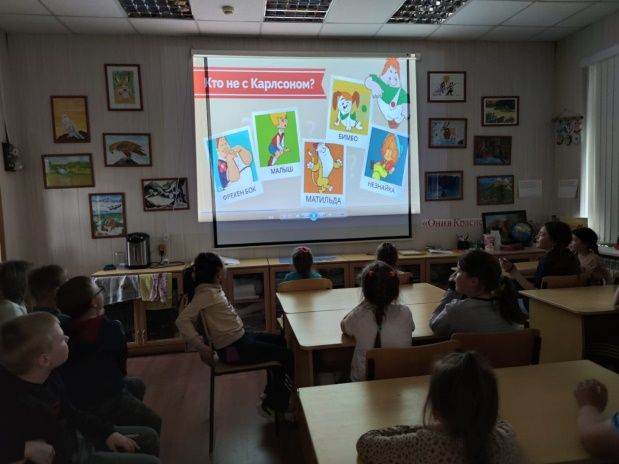 Кто не с Карлсоном?
БИМБО
МАЛЫШ
ФРЕКЕН БОК
МАТИЛЬДА
НЕЗНАЙКА